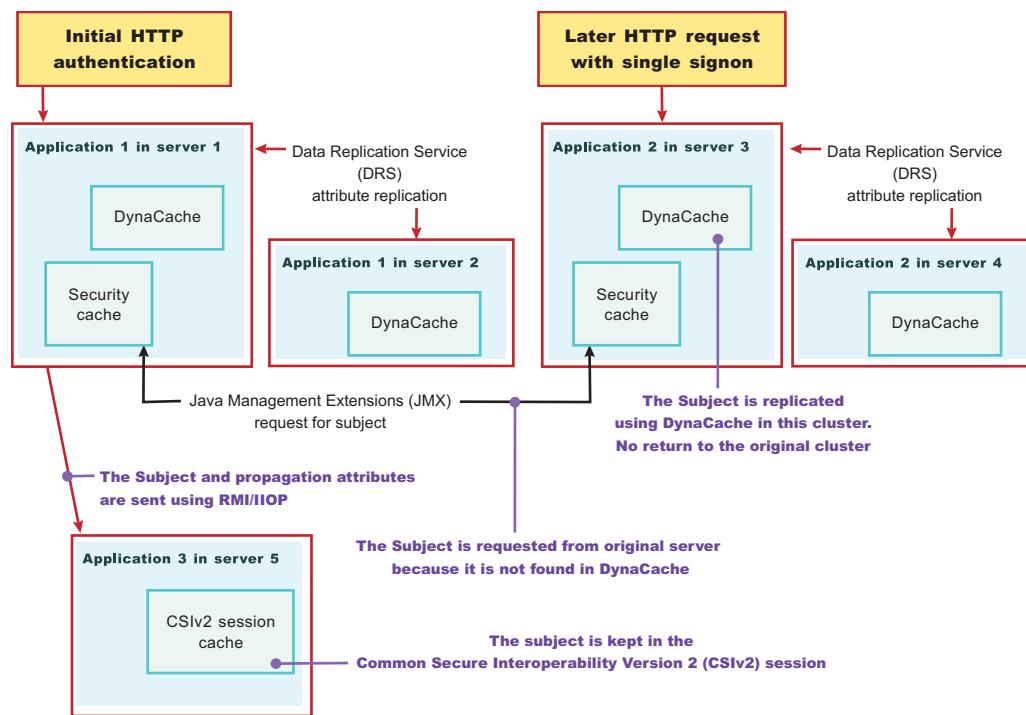 Initial HTTP
authentication
Later HTTP request
with single signon
Application 1 in server 1
DynaCache
Security
cache
Data Replication Service
(DRS)
attribute replication
Application 1 in server 2
DynaCache
Application 2 in server 3
DynaCache
Security
cache
Data Replication Service
(DRS)
attribute replication
Application 2 in server 4
DynaCache
Java Management Extensions (JMX)
request for subject
The Subject is replicated
using DynaCache in this cluster.
No return to the original cluster
The Subject and propagation attributes
are sent using RMI/IIOP
The Subject is requested from original server
because it is not found in DynaCache
Application 3 in server 5
CSIv2 session
cache
The subject is kept in the
Common Secure Interoperability Version 2 (CSIv2) session